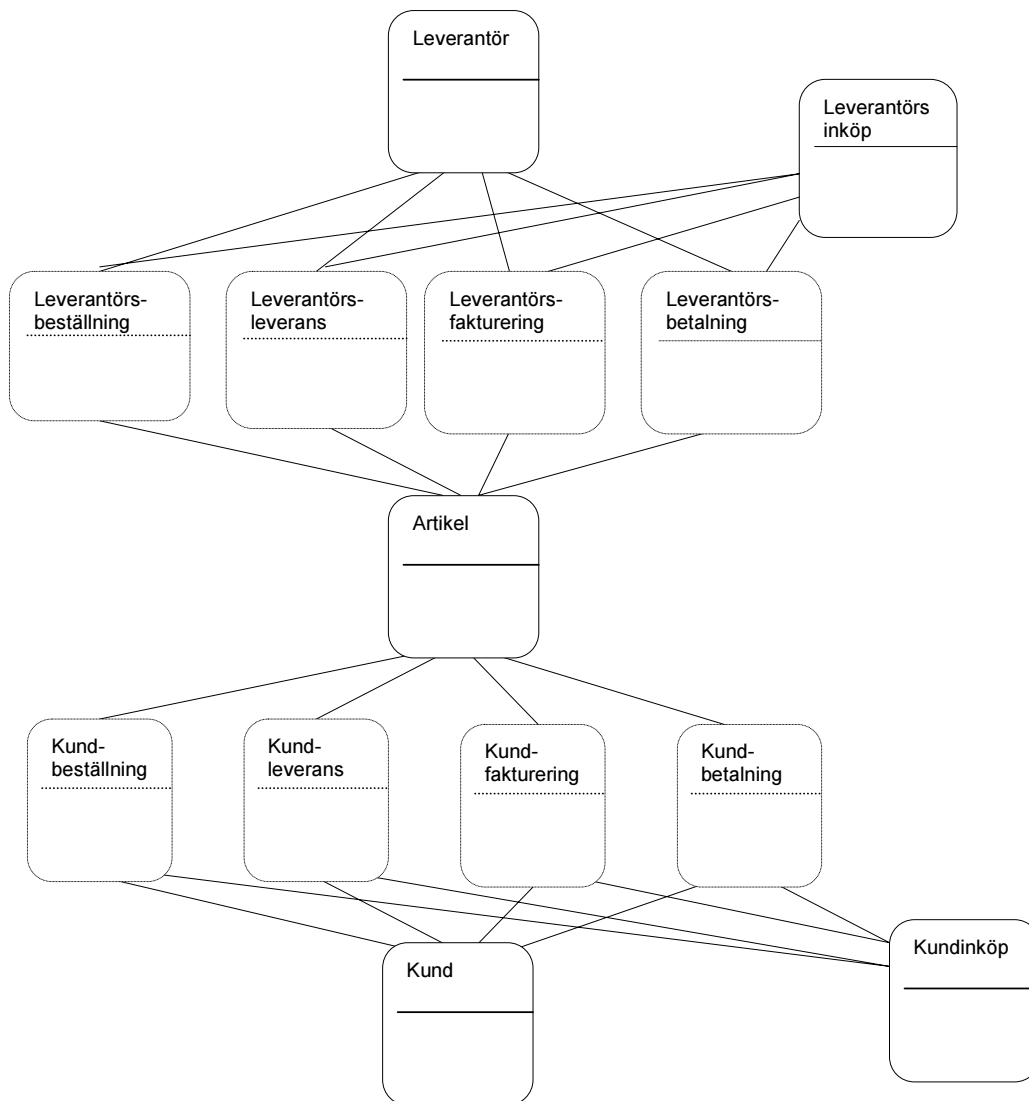 Leverantör
Leverantörs
inköp
Leverantörs-
beställning
Leverantörs-
leverans
Leverantörs-
fakturering
Leverantörs-
betalning
Artikel
Kund-
beställning
Kund-
leverans
Kund-
fakturering
Kund-
betalning
Kund
Kundinköp